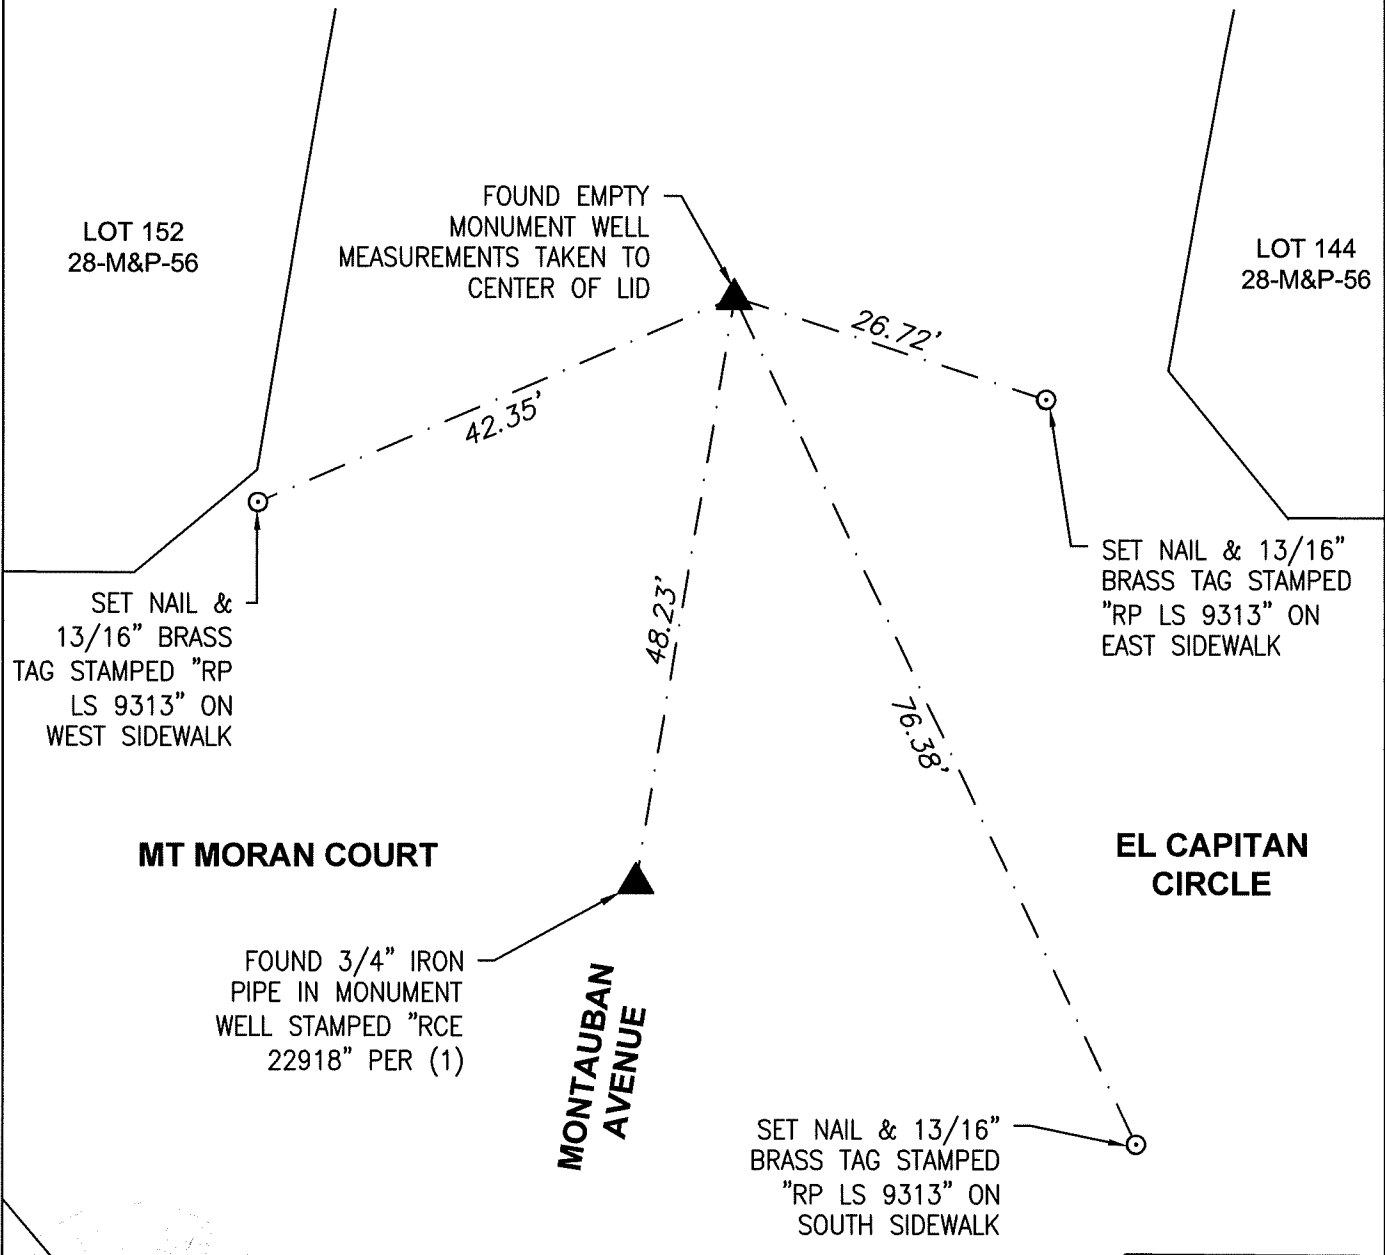 FOUND EMPTY
MONUMENT WELL
MEASUREMENTS TAKEN TO
CENTER OF LID
LOT 152
28-M&P-56
LOT 144
28-M&P-56
26.72'
42.35'
SET NAIL & 13/16"
BRASS TAG STAMPED
"RP LS 9313" ON
EAST SIDEWALK
SET NAIL &
13/16" BRASS
TAG STAMPED "RP
LS 9313" ON
WEST SIDEWALK
48.23'
76.38'
MT MORAN COURT
EL CAPITAN
CIRCLE
FOUND 3/4" IRON
PIPE IN MONUMENT
WELL STAMPED "RCE
22918" PER (1)
MONTAUBAN
AVENUE
SET NAIL & 13/16"
BRASS TAG STAMPED
"RP LS 9313" ON
SOUTH SIDEWALK